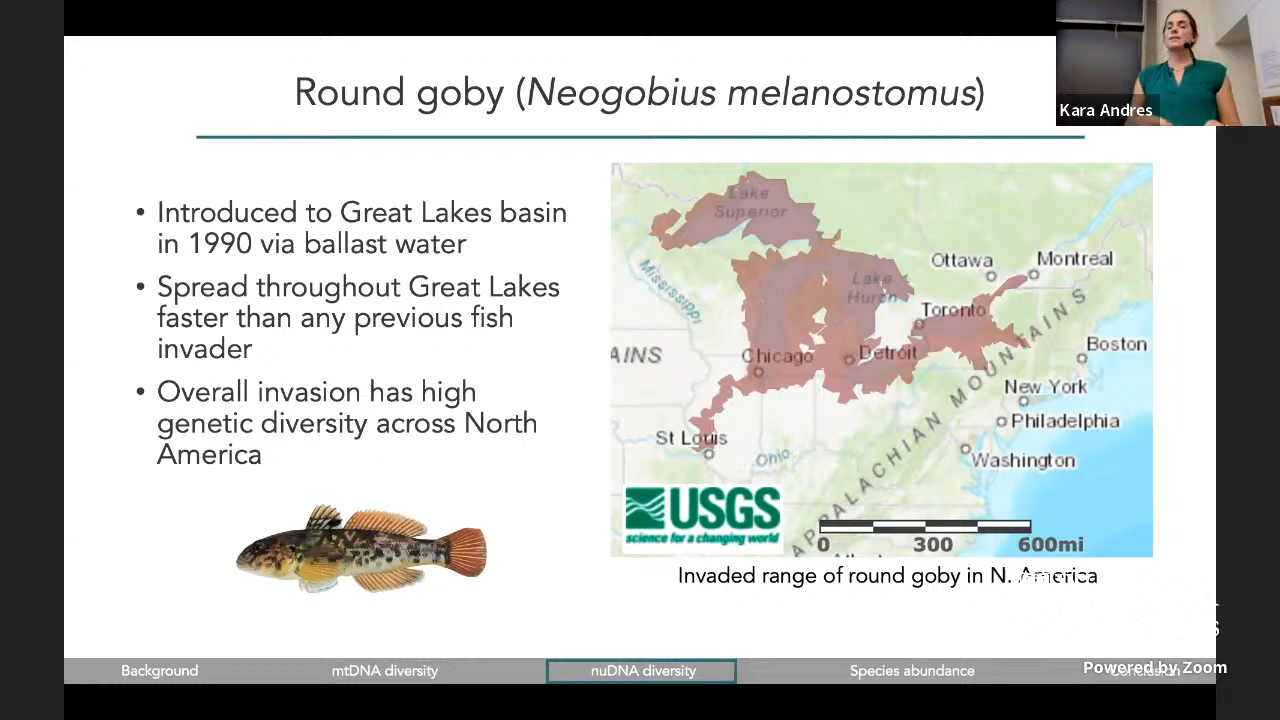 Round goby (Neogobius melanostomus)
Kara Andres
• Introduced to Great Lakes basin
in 1990 via ballast water
• Spread throughout Great Lakes
faster than any previous fish
invader
• Overall invasion has high
genetic diversity across North
America
Lake
Superior
Mississippi
Lake
Huron
Ottawa
Montreal
Toronto
AINS
Chicago
Detroit
Boston
New York
St Louis
Ohio
Philadelphia
Washington
APPALACHIAN MOUNTAINS
USGS
science for a changing world
0 300 600mi
Invaded range of round goby in N. America
Background mtDNA diversity nuDNA diversity Species abundance Conclusion
Powered by Zoom